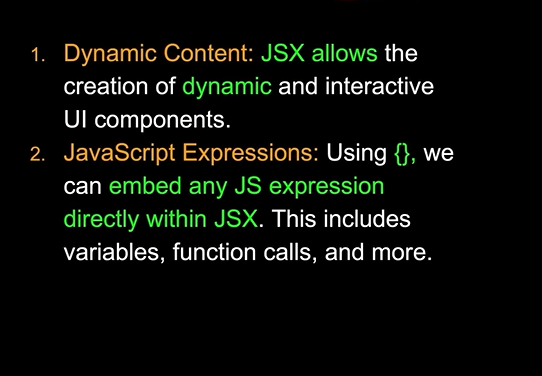 1. Dynamic Content: JSX allows the
creation of dynamic and interactive
UI components.
2. JavaScript Expressions: Using {}, we
can embed any JS expression
directly within JSX. This includes
variables, function calls, and more.